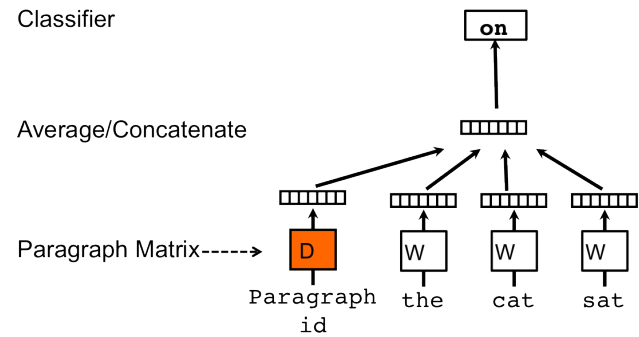 Classifier
on
Average/Concatenate
Paragraph Matrix
D
W
W
W
Paragraph the cat sat
id